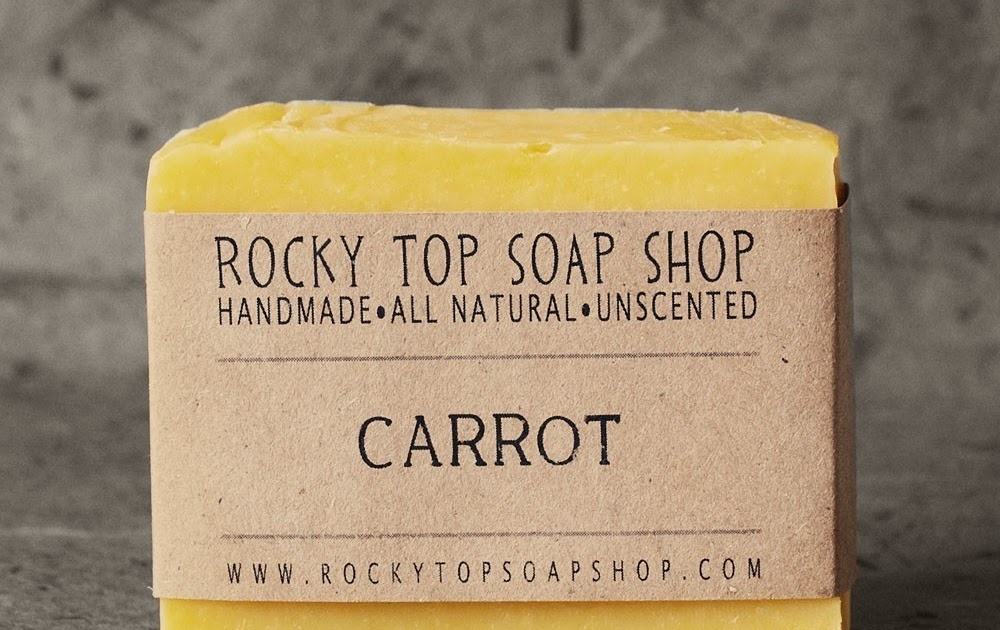 ROCKY TOP SOAP SHOP
HANDMADE•ALL NATURAL•UNSCENTED
CARROT
WWW.ROCKYTOPSOAPSHOP.COM